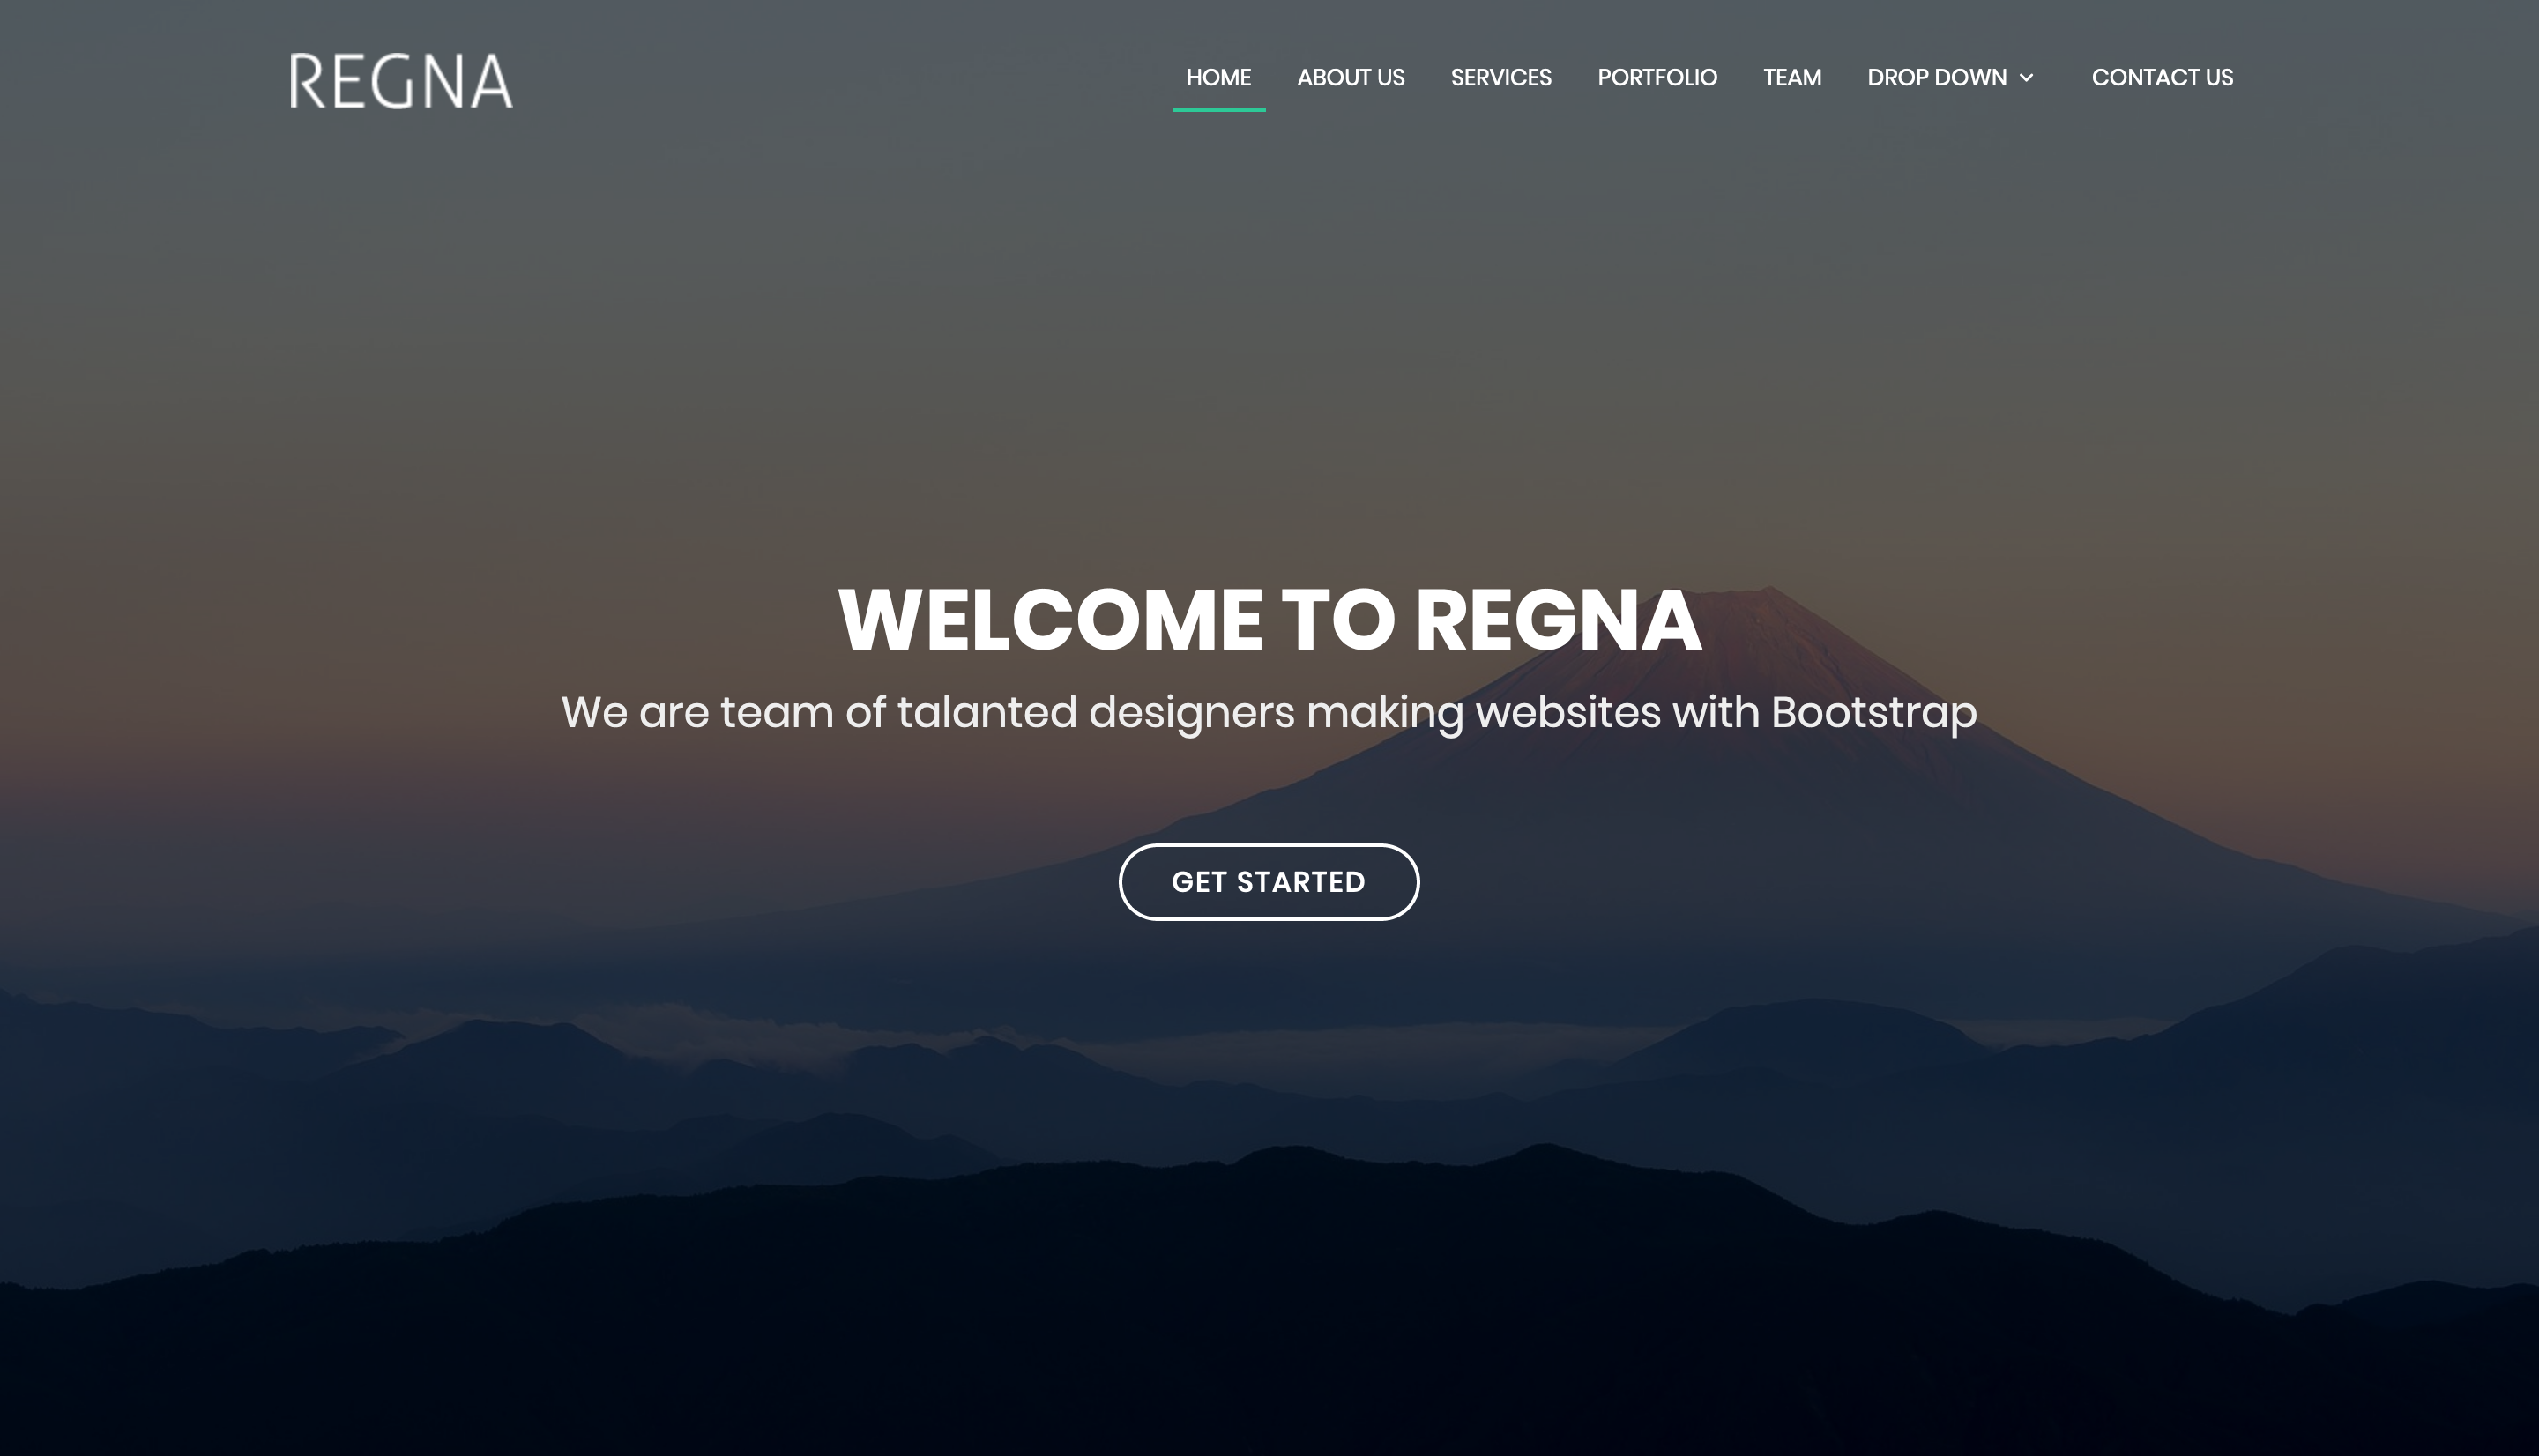 REGNA
HOME ABOUT US SERVICES PORTFOLIO TEAM DROP DOWN CONTACT US
WELCOME TO REGNA
We are team of talanted designers making websites with Bootstrap
GET STARTED